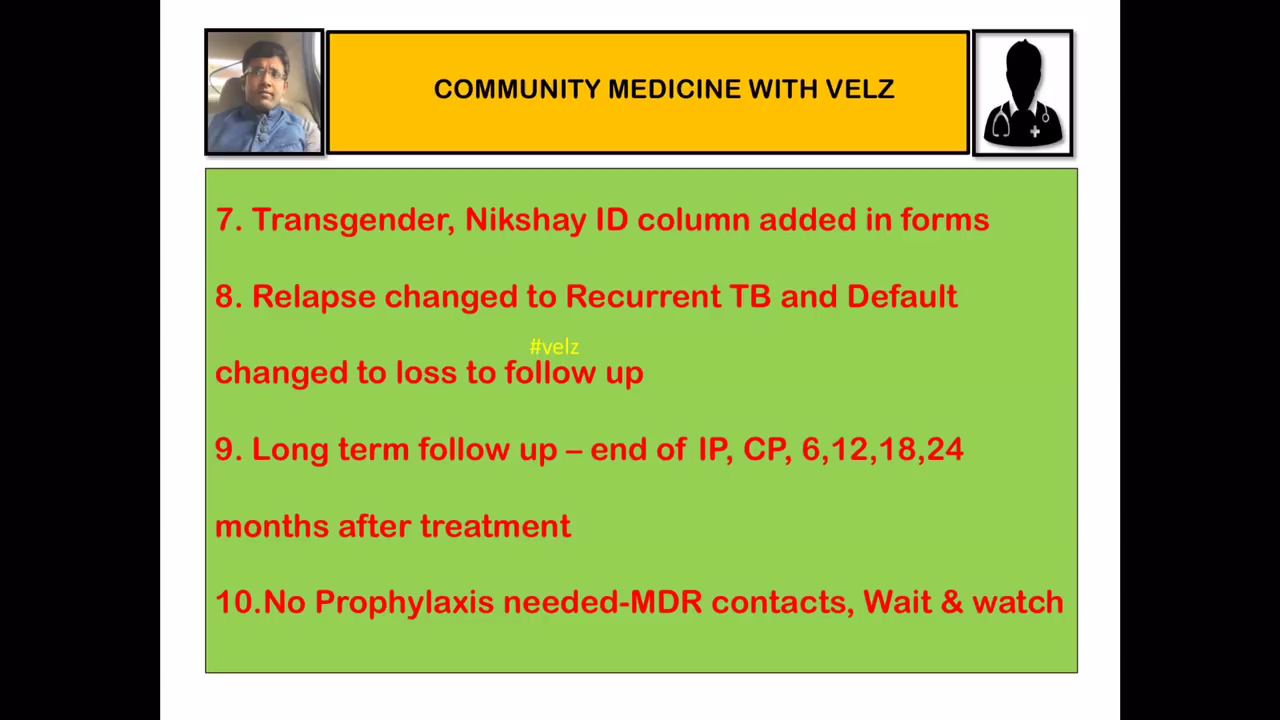 COMMUNITY MEDICINE WITH VELZ
7. Transgender, Nikshay ID column added in forms
8. Relapse changed to Recurrent TB and Default
#velz
changed to loss to follow up
9. Long term follow up – end of IP, CP, 6,12,18,24
months after treatment
10.No Prophylaxis needed-MDR contacts, Wait & watch